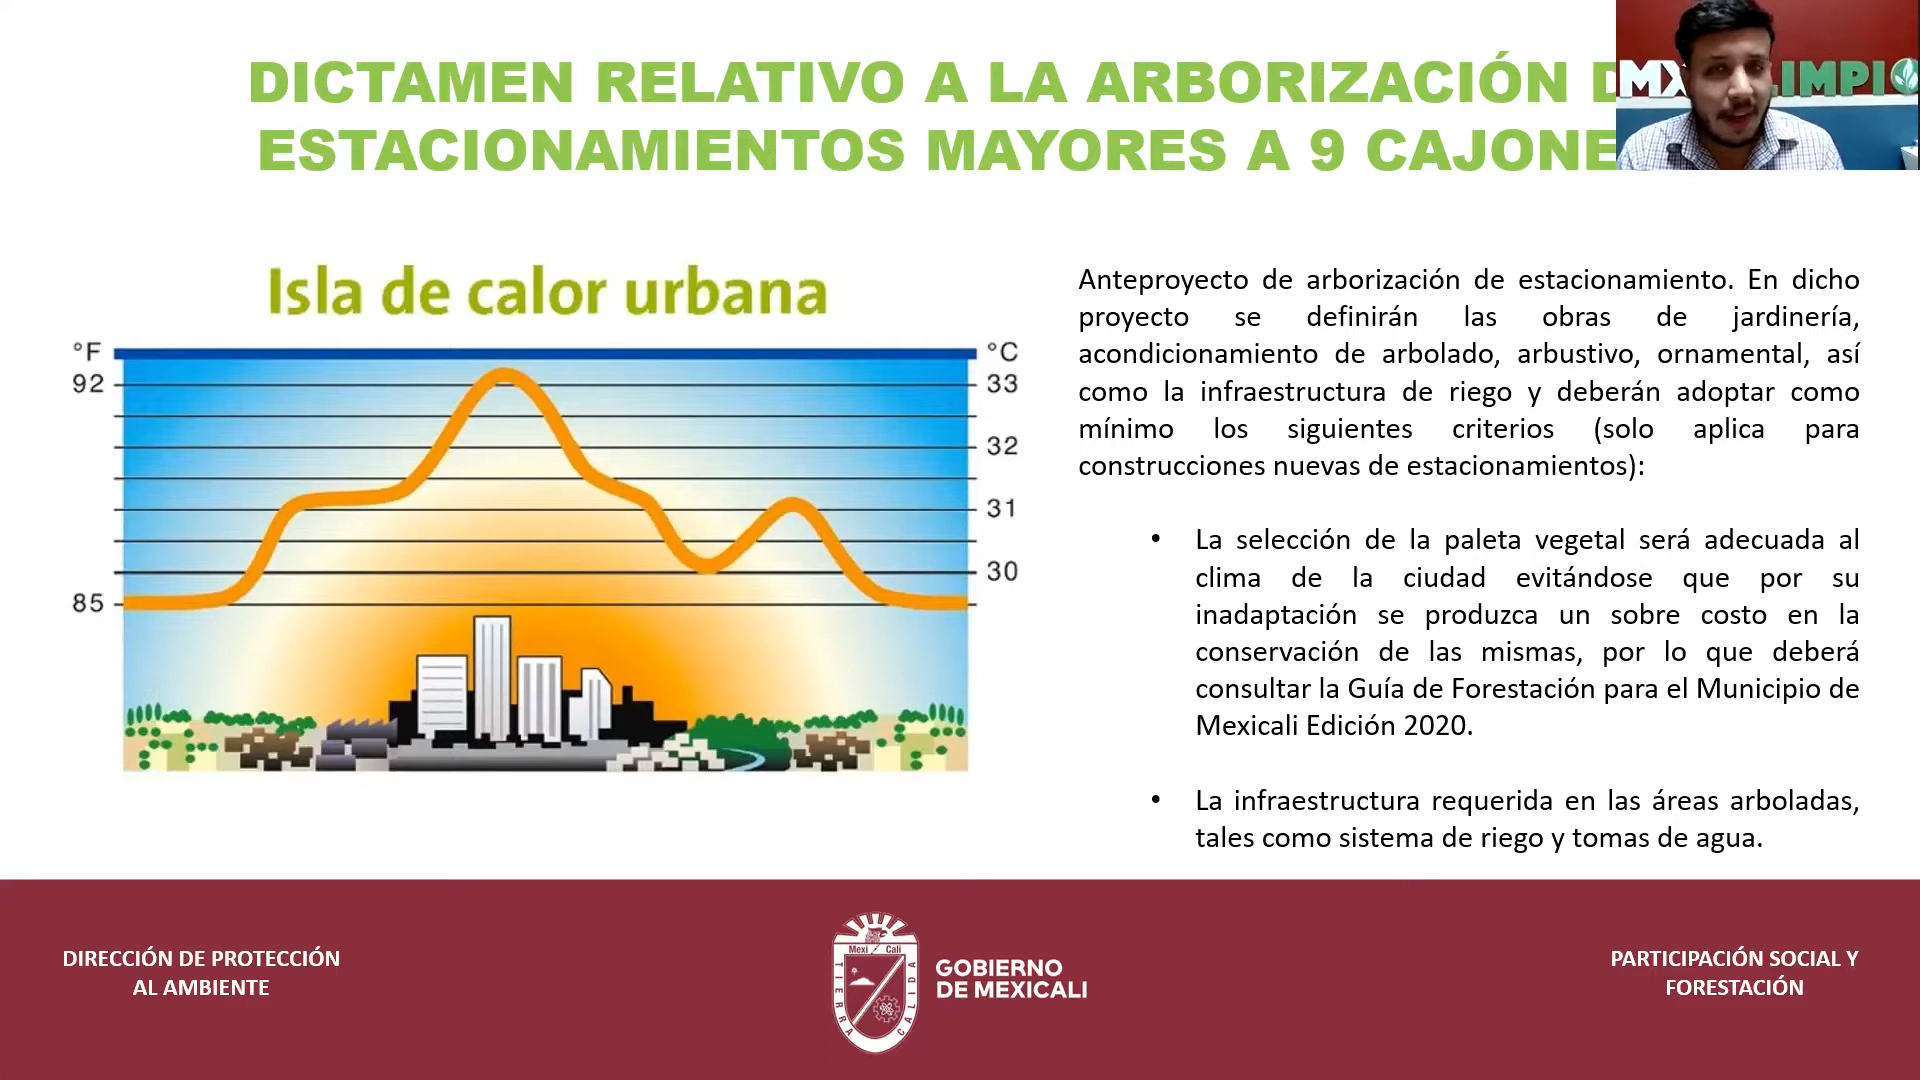 DICTAMEN RELATIVO A LA ARBORIZACIÓN
ESTACIONAMIENTOS MAYORES A 9 CAJONE
Isla de calor urbana
°F
°C
92
33
32
31
30
85
Anteproyecto de arborización de estacionamiento. En dicho
proyecto se definirán las obras de jardinería,
acondicionamiento de arbolado, arbustivo, ornamental, así
como la infraestructura de riego y deberán adoptar como
mínimo los siguientes criterios (solo aplica para
construcciones nuevas de estacionamientos):
• La selección de la paleta vegetal será adecuada al
clima de la ciudad evitándose que por su
inadaptación se produzca un sobre costo en la
conservación de las mismas, por lo que deberá
consultar la Guía de Forestación para el Municipio de
Mexicali Edición 2020.
• La infraestructura requerida en las áreas arboladas,
tales como sistema de riego y tomas de agua.
DIRECCIÓN DE PROTECCIÓN
AL AMBIENTE
Mexi Cali
TIERRA CALIDA
GOBIERNO
DE MEXICALI
PARTICIPACIÓN SOCIAL Y
FORESTACIÓN